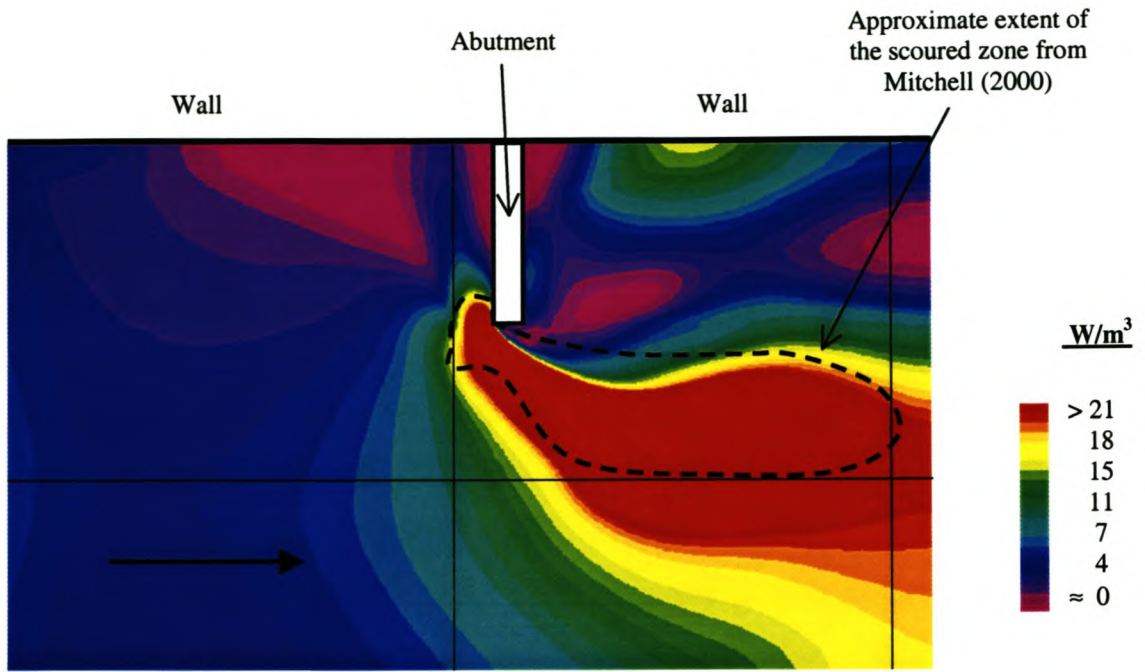 Approximate extent of
the scoured zone from
Mitchell (2000)
Abutment
Wall
Wall
W/m³
> 21
18
15
11
7
4
≈ 0